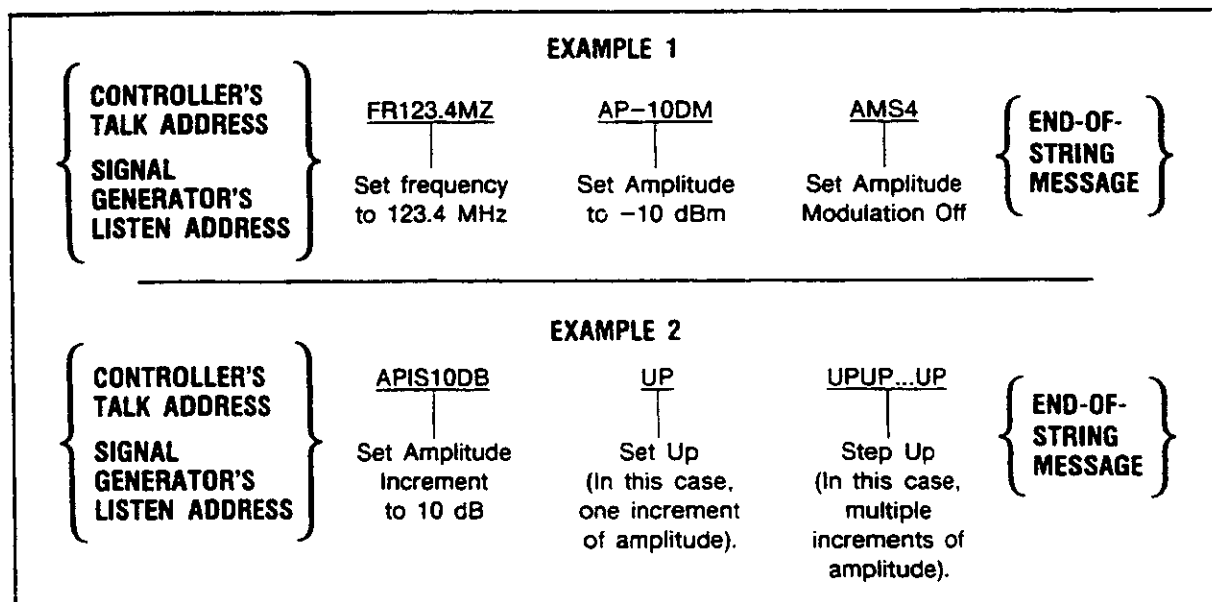 EXAMPLE 1
CONTROLLER'S
TALK ADDRESS
SIGNAL
GENERATOR'S
LISTEN ADDRESS
FR123.4MZ
Set frequency
to 123.4 MHz
AP–10DM
Set Amplitude
to –10 dBm
AMS4
Set Amplitude
Modulation Off
END-OF-
STRING
MESSAGE
EXAMPLE 2
CONTROLLER'S
TALK ADDRESS
SIGNAL
GENERATOR'S
LISTEN ADDRESS
APIS10DB
Set Amplitude
Increment
to 10 dB
UP
Set Up
(In this case,
one increment
of amplitude).
UPUP...UP
Step Up
(In this case,
multiple
increments of
amplitude).
END-OF-
STRING
MESSAGE